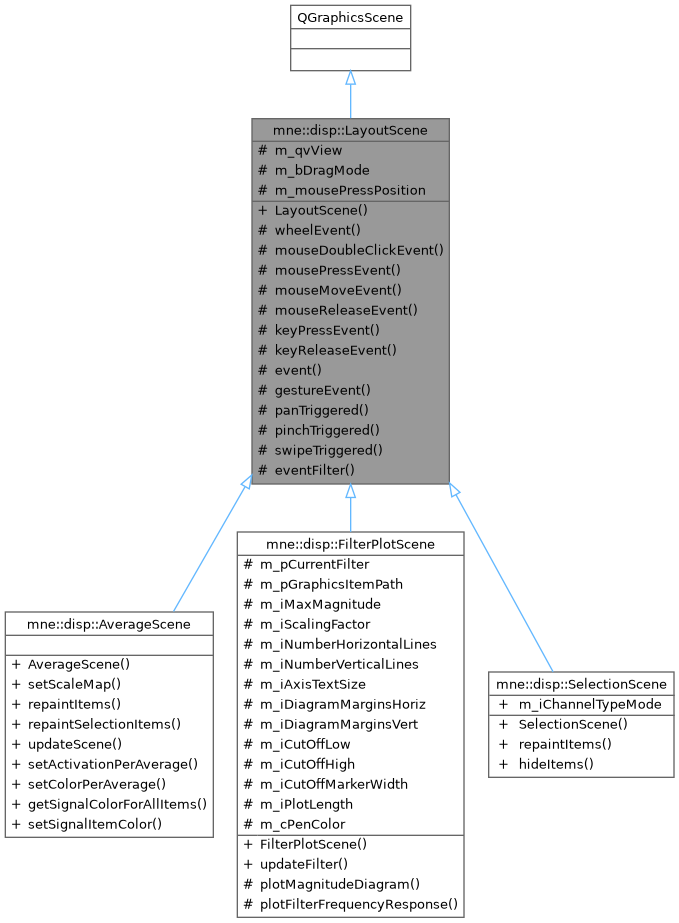 QGraphicsScene
mne::disp::LayoutScene
# m_qvView
# m_bDragMode
# m_mousePressPosition
+ LayoutScene()
# wheelEvent()
# mouseDoubleClickEvent()
# mousePressEvent()
# mouseMoveEvent()
# mouseReleaseEvent()
# keyPressEvent()
# keyReleaseEvent()
# event()
# gestureEvent()
# panTriggered()
# pinchTriggered()
# swipeTriggered()
# eventFilter()
mne::disp::AverageScene
+ AverageScene()
+ setScaleMap()
+ repaintItems()
+ repaintSelectionItems()
+ updateScene()
+ setActivationPerAverage()
+ setColorPerAverage()
+ getSignalColorForAllItems()
+ setSignalItemColor()
mne::disp::FilterPlotScene
# m_pCurrentFilter
# m_pGraphicsItemPath
# m_iMaxMagnitude
# m_iScalingFactor
# m_iNumberHorizontalLines
# m_iNumberVerticalLines
# m_iAxisTextSize
# m_iDiagramMarginsHoriz
# m_iDiagramMarginsVert
# m_iCutOffLow
# m_iCutOffHigh
# m_iCutOffMarkerWidth
# m_iPlotLength
# m_cPenColor
+ FilterPlotScene()
+ updateFilter()
# plotMagnitudeDiagram()
# plotFilterFrequencyResponse()
mne::disp::SelectionScene
+ m_iChannelTypeMode
+ SelectionScene()
+ repaintItems()
+ hideItems()